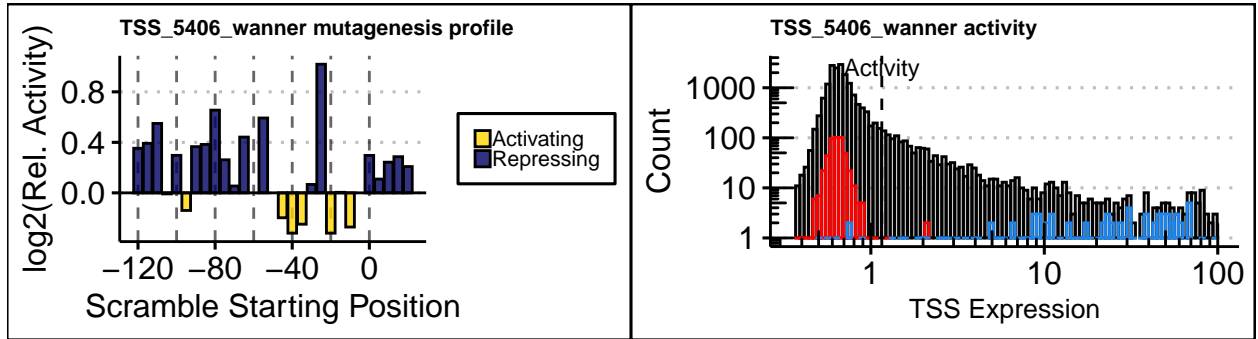 TSS_5406_wanner mutagenesis profile
log2(Rel. Activity)
0.8
0.4
0.0
−120
−80
−40
0
Scramble Starting Position
Activating
Repressing
TSS_5406_wanner activity
Activity
Count
1000
100
10
1
1
10
100
TSS Expression